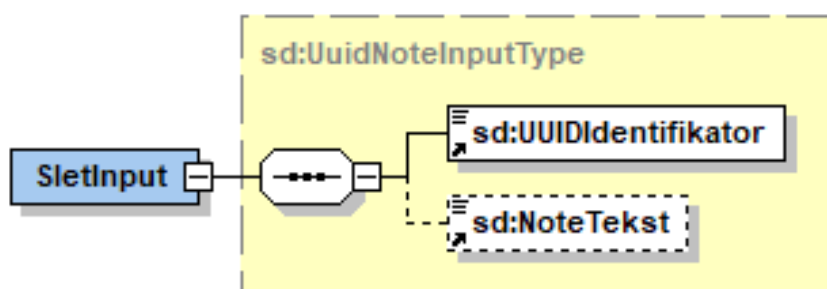 sd:UuidNoteInputType
sd:UUIDIdentifikator
SletInput
sd:NoteTekst